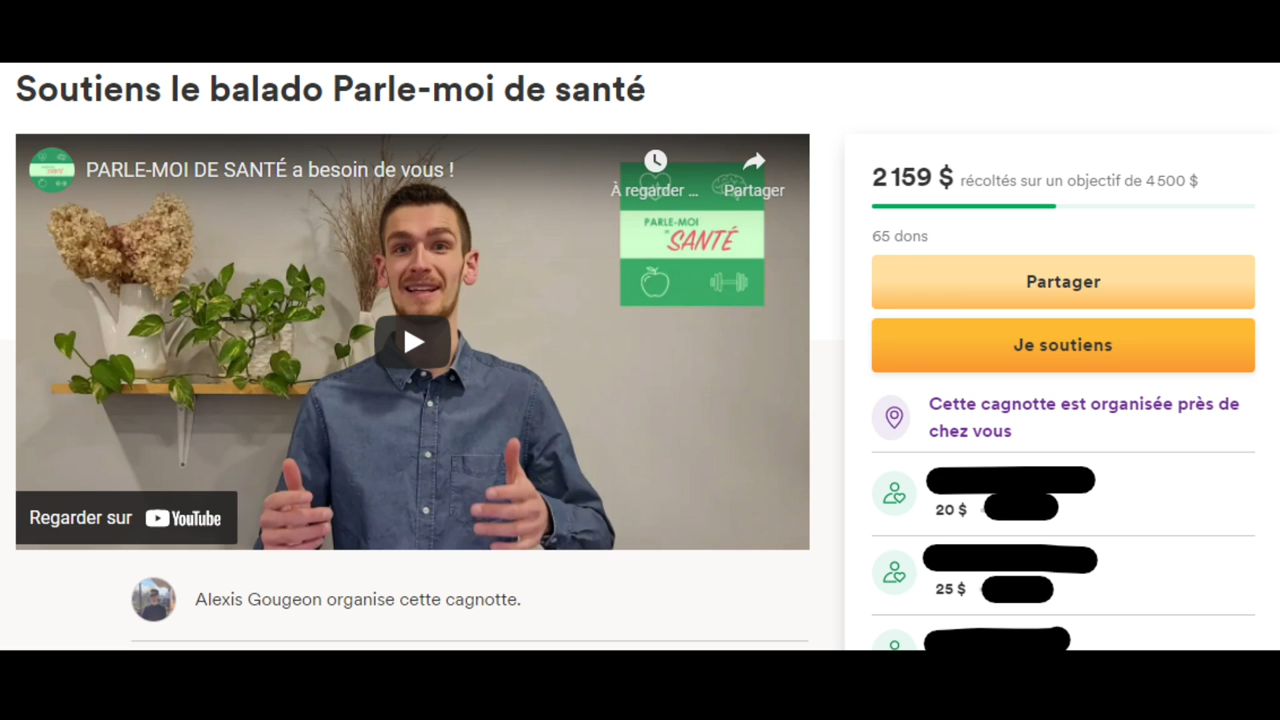 Soutiens le balado Parle-moi de santé
PARLE-MOI DE SANTÉ a besoin de vous !
À regarder ...
Partager
PARLE-MOI
DE SANTÉ
Regarder sur YouTube
Alexis Gougeon organise cette cagnotte.
2 159 $ récoltés sur un objectif de 4 500 $
65 dons
Partager
Je soutiens
Cette cagnotte est organisée près de
chez vous
20 $
25 $